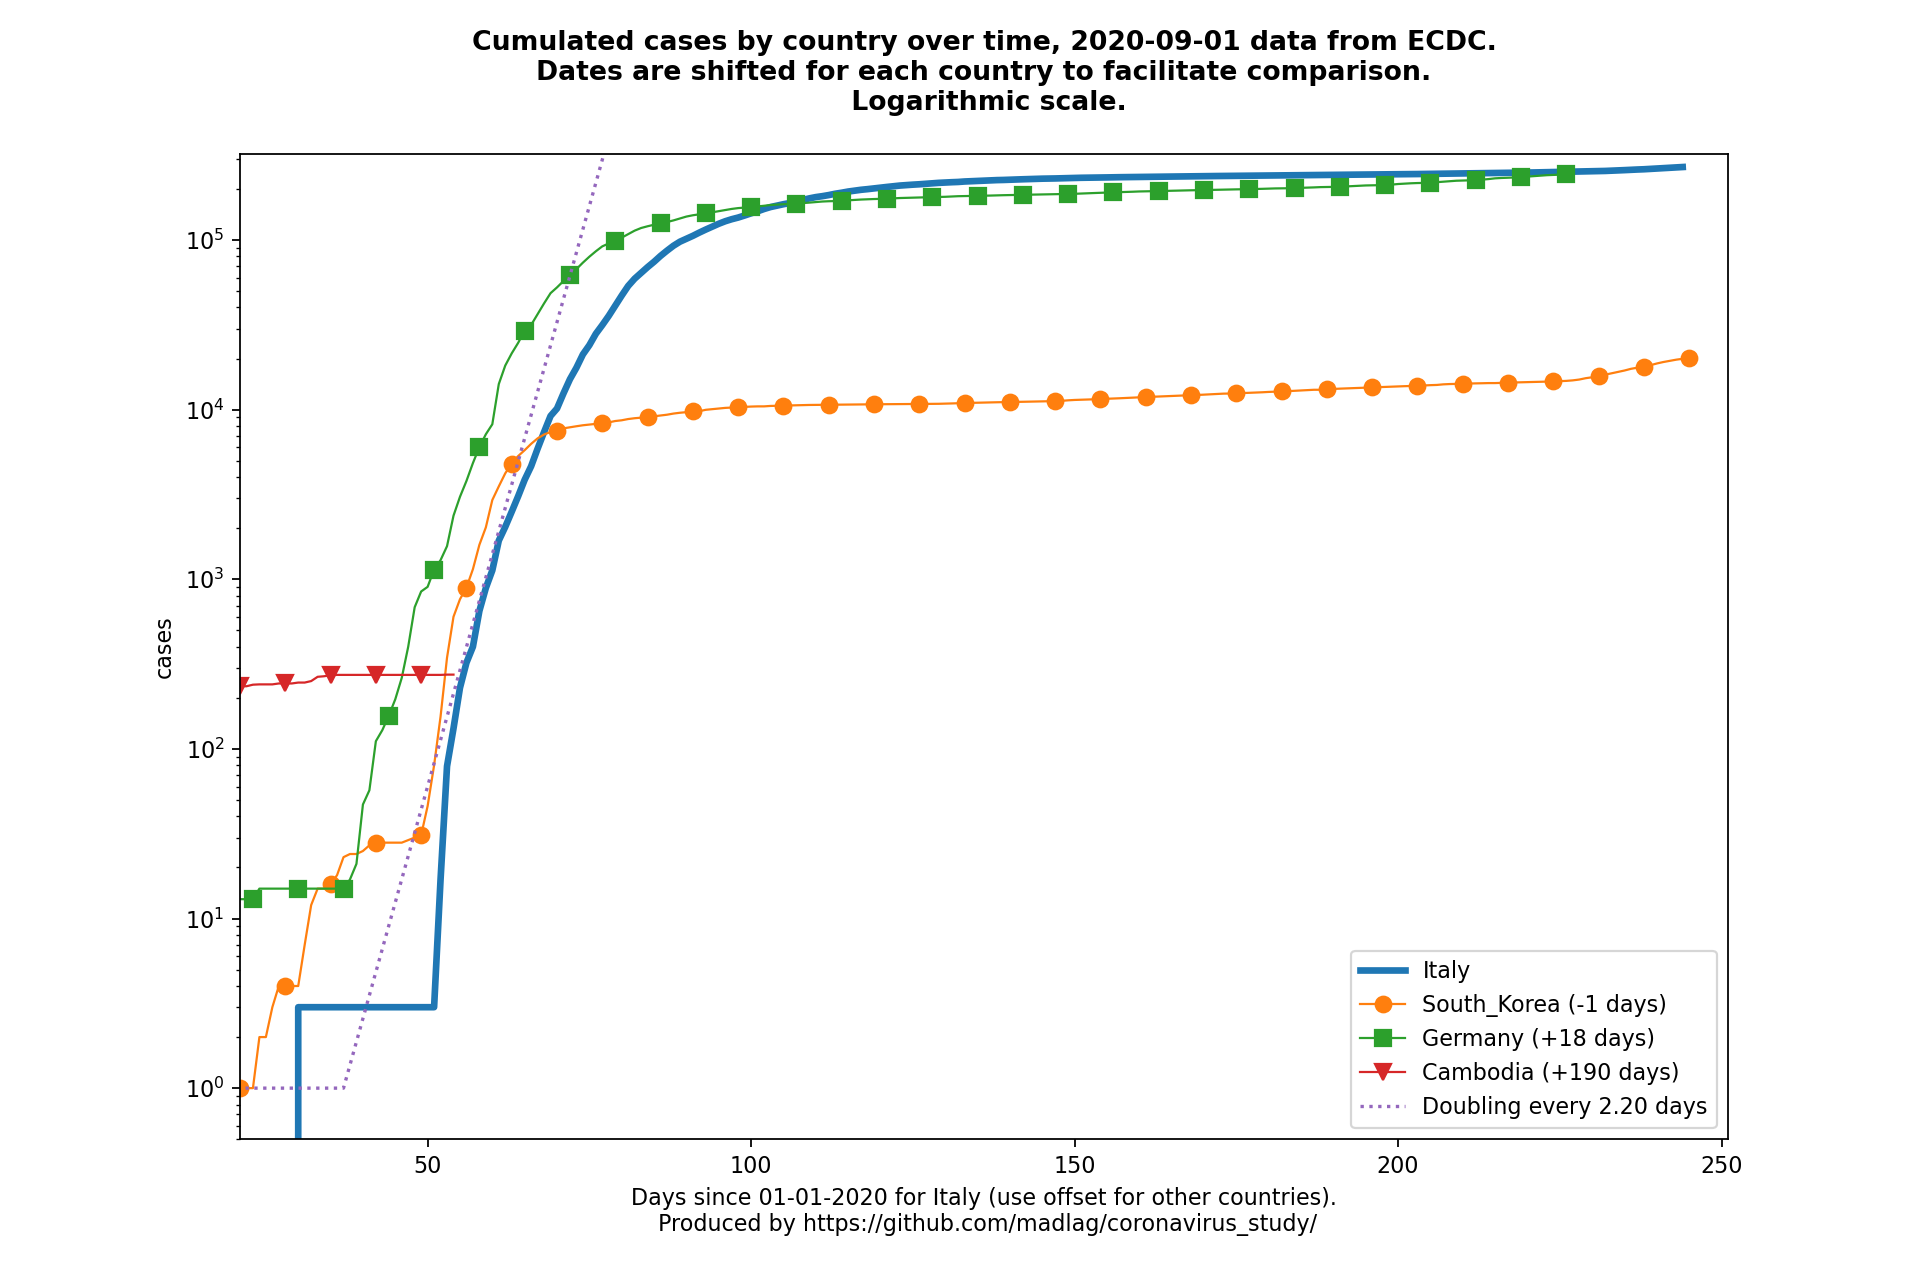 Cumulated cases by country over time, 2020-09-01 data from ECDC.
Dates are shifted for each country to facilitate comparison.
Logarithmic scale.
10^5
10^4
10^3
10^2
10^1
10^0
cases
50
100
150
200
250
Italy
South_Korea (-1 days)
Germany (+18 days)
Cambodia (+190 days)
Doubling every 2.20 days
Days since 01-01-2020 for Italy (use offset for other countries).
Produced by https://github.com/madlag/coronavirus_study/